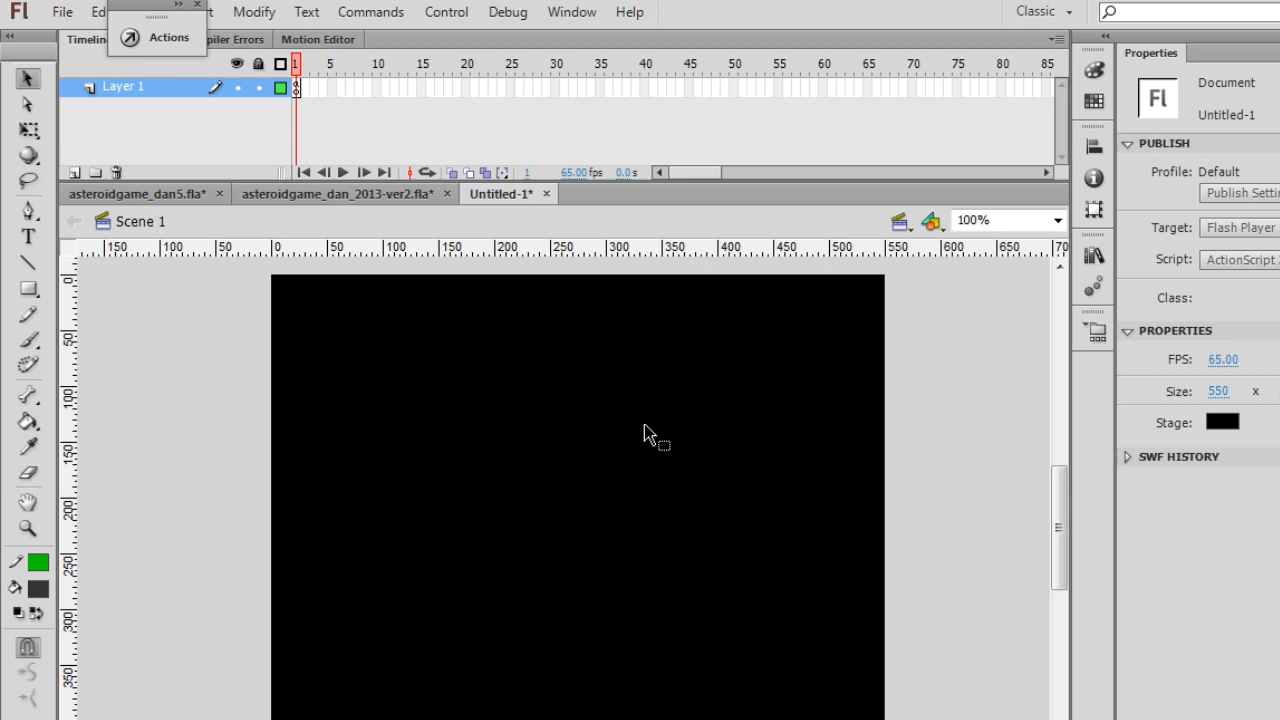 Fl File Ed Modify Text Commands Control Debug Window Help Classic
Actions
Timelin piler Errors Motion Editor Properties
1 5 10 15 20 25 30 35 40 45 50 55 60 65 70 75 80 85
Layer 1
Fl Document
Untitled-1
PUBLISH
Profile: Default
1 65.00 fps 0.0 s
Publish Settin
asteroidgame_dan5.fla* × asteroidgame_dan_2013-ver2.fla* × Untitled-1* ×
Scene 1 100%
Target: Flash Player
150 100 50 0 50 100 150 200 250 300 350 400 450 500 550 600 650 70
Script: ActionScript
Class:
PROPERTIES
FPS: 65.00
Size: 550 x
Stage:
SWF HISTORY
0
50
100
150
200
250
300
350